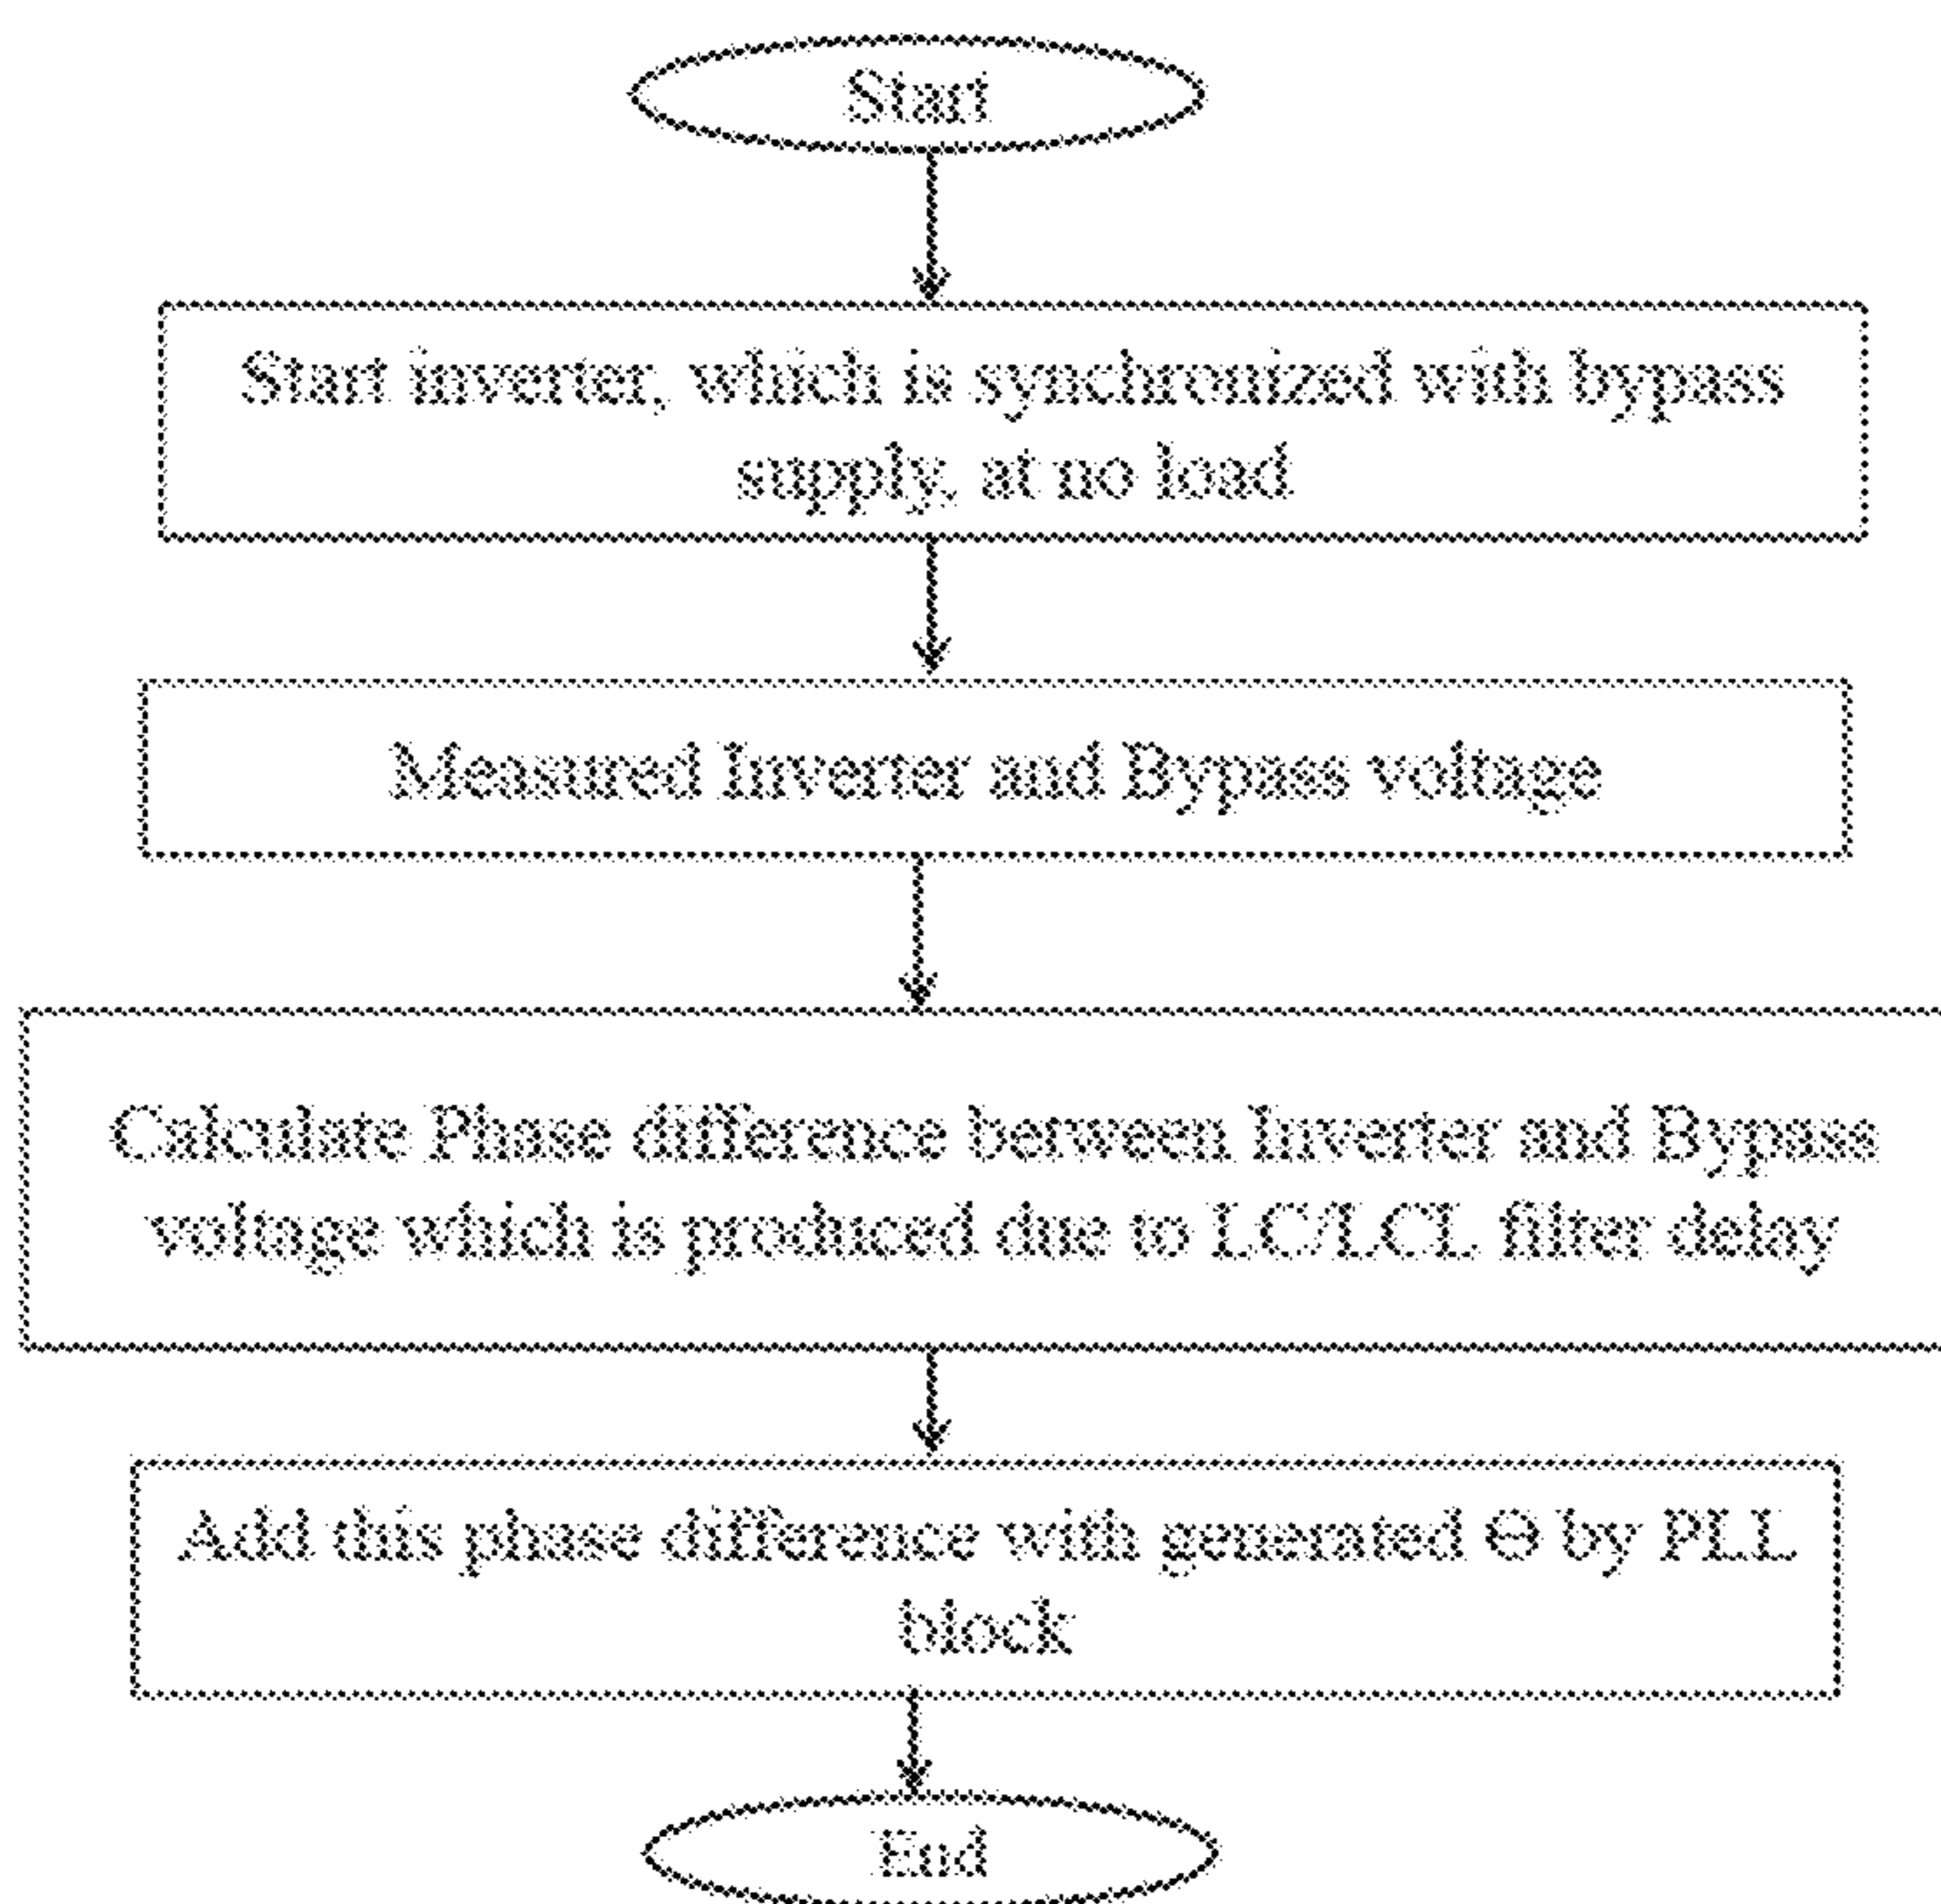 Start
Start inverter, which is synchronized with bypass
supply, at no load
Measured Inverter and Bypass voltage
Calculate Phase difference between Inverter and Bypass
voltage which is produced due to LC/LCL filter delay
Add this phase difference with generated Θ by PLL
block
End